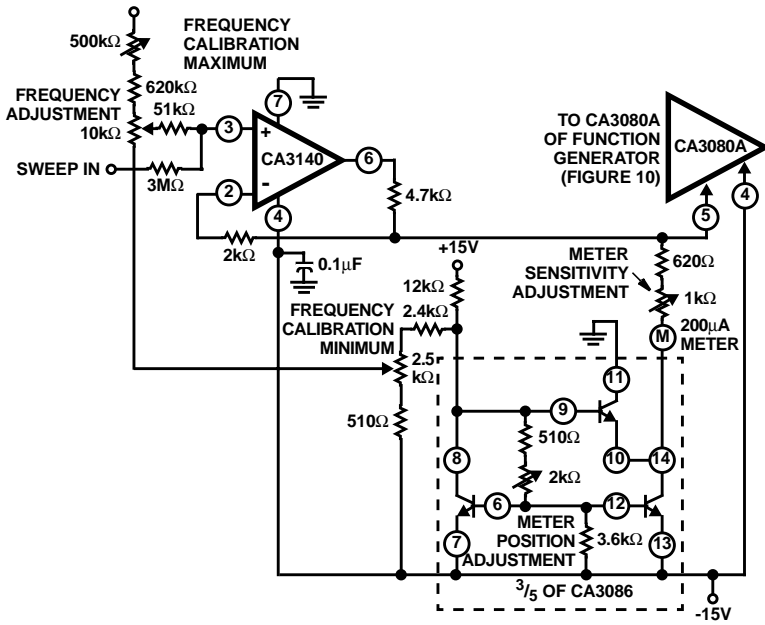 500kΩ
FREQUENCY
CALIBRATION
MAXIMUM
620kΩ
FREQUENCY
ADJUSTMENT
10kΩ
51kΩ
SWEEP IN
3MΩ
7
3
+
CA3140
6
2
-
4
4.7kΩ
2kΩ
0.1μF
TO CA3080A
OF FUNCTION
GENERATOR
(FIGURE 10)
CA3080A
4
5
+15V
12kΩ
2.4kΩ
FREQUENCY
CALIBRATION
MINIMUM
2.5
kΩ
510Ω
METER
SENSITIVITY
ADJUSTMENT
620Ω
1kΩ
M
200μA
METER
11
9
510Ω
10
14
8
2kΩ
6
12
7
METER
POSITION
ADJUSTMENT
3.6kΩ
13
3/5 OF CA3086
-15V